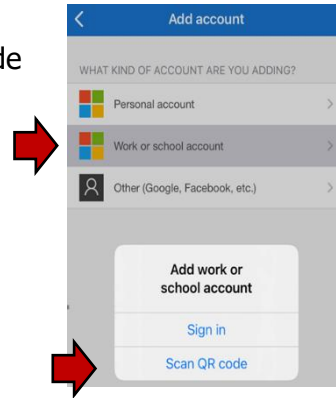 Add account
de
WHAT KIND OF ACCOUNT ARE YOU ADDING?
Personal account
Work or school account
Other (Google, Facebook, etc.)
Add work or
school account
Sign in
Scan QR code